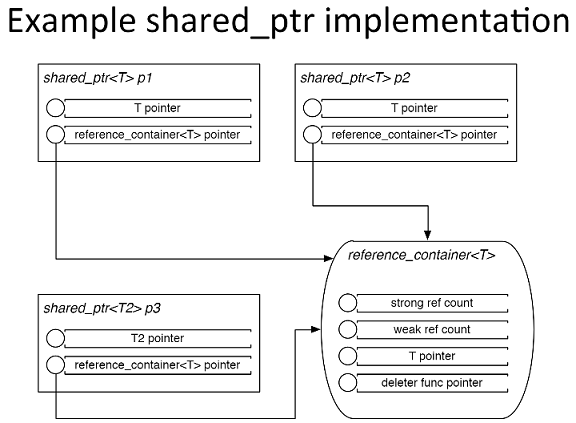 Example shared_ptr implementation
shared_ptr<T> p1
T pointer
reference_container<T> pointer
shared_ptr<T> p2
T pointer
reference_container<T> pointer
reference_container<T>
strong ref count
weak ref count
T pointer
deleter func pointer
shared_ptr<T2> p3
T2 pointer
reference_container<T> pointer